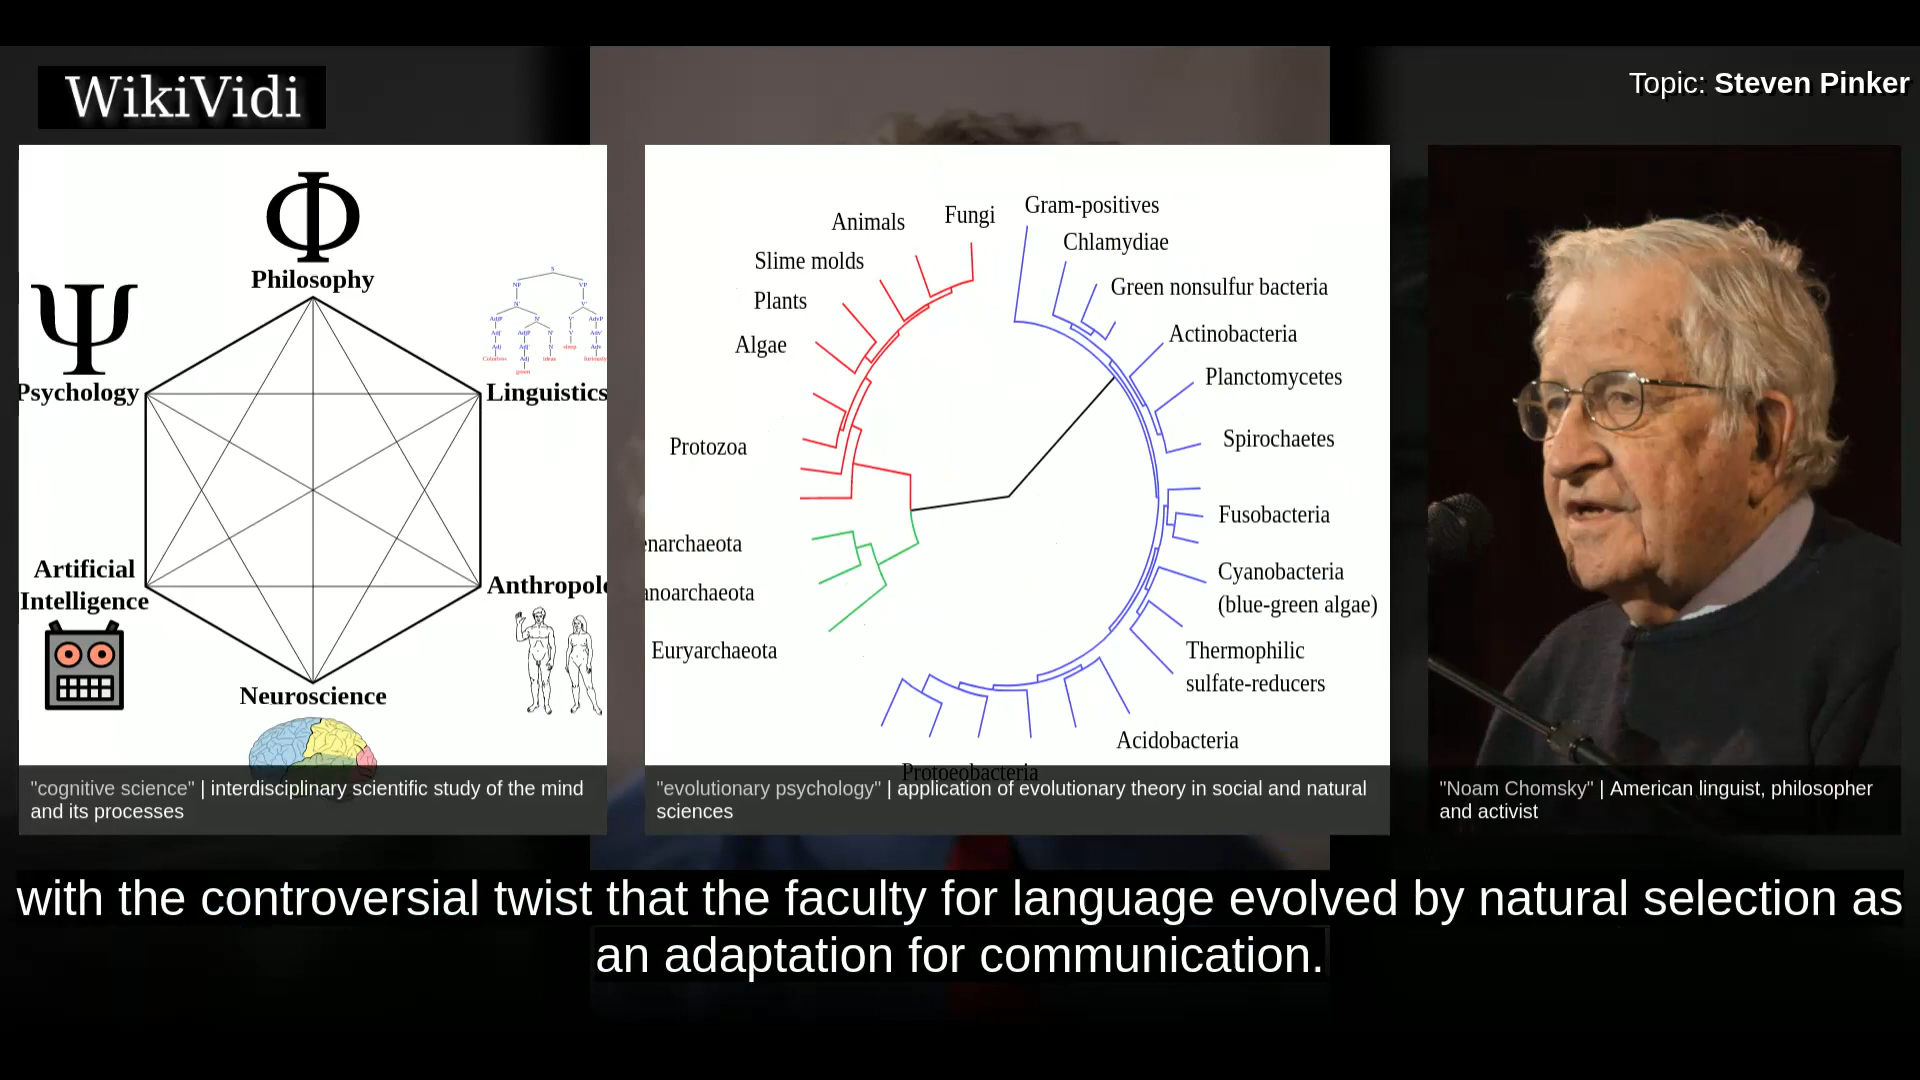 WikiVidi
Topic: Steven Pinker
Φ
Philosophy
Ψ
Psychology
Linguistics
Artificial
Intelligence
Anthropolo
Neuroscience
"cognitive science" | interdisciplinary scientific study of the mind
and its processes
Animals
Fungi
Gram-positives
Slime molds
Chlamydiae
Plants
Green nonsulfur bacteria
Algae
Actinobacteria
Planctomycetes
Protozoa
Spirochaetes
Fusobacteria
enarchaeota
Cyanobacteria
(blue-green algae)
anoarchaeota
Euryarchaeota
Thermophilic
sulfate-reducers
Acidobacteria
Protoeobacteria
"evolutionary psychology" | application of evolutionary theory in social and natural
sciences
"Noam Chomsky" | American linguist, philosopher
and activist
with the controversial twist that the faculty for language evolved by natural selection as
an adaptation for communication.